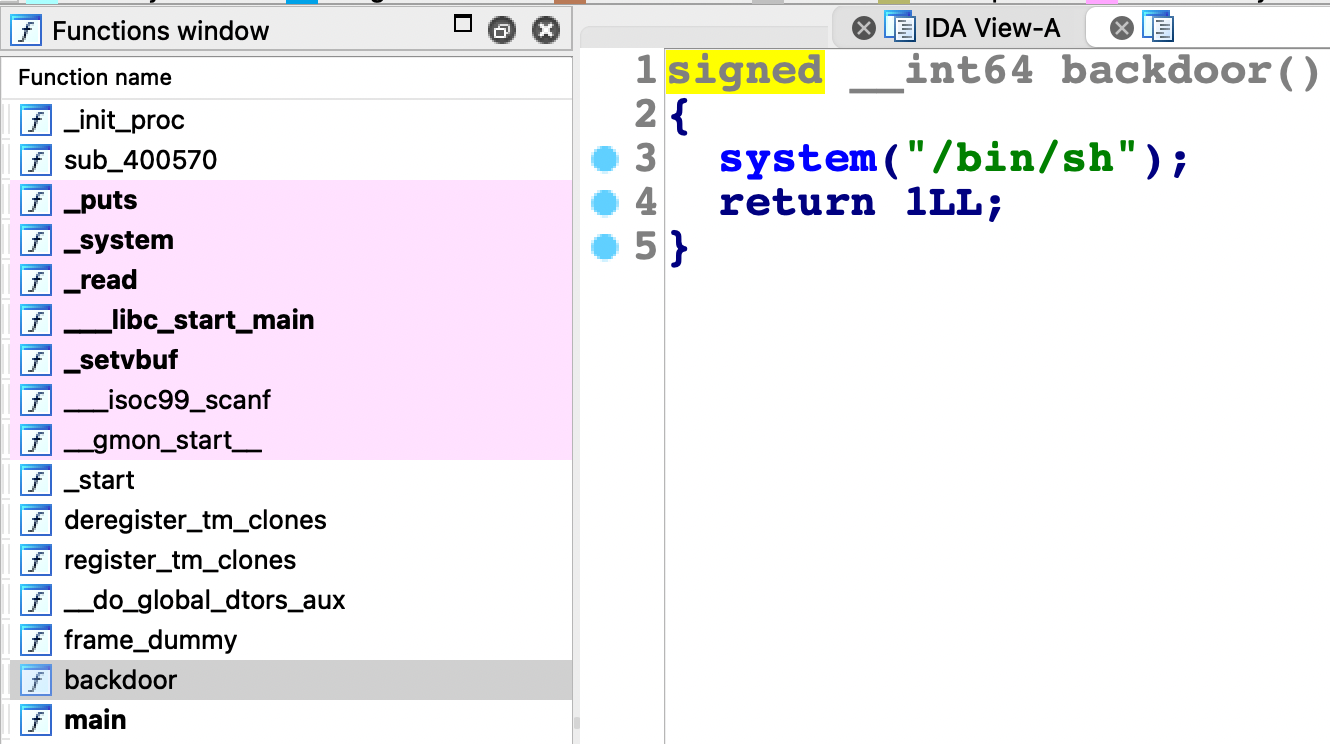 Functions window
IDA View-A
Function name
_init_proc
sub_400570
_puts
_system
_read
___libc_start_main
_setvbuf
___isoc99_scanf
__gmon_start__
_start
deregister_tm_clones
register_tm_clones
__do_global_dtors_aux
frame_dummy
backdoor
main
1 signed __int64 backdoor()
2 {
3 system("/bin/sh");
4 return 1LL;
5 }